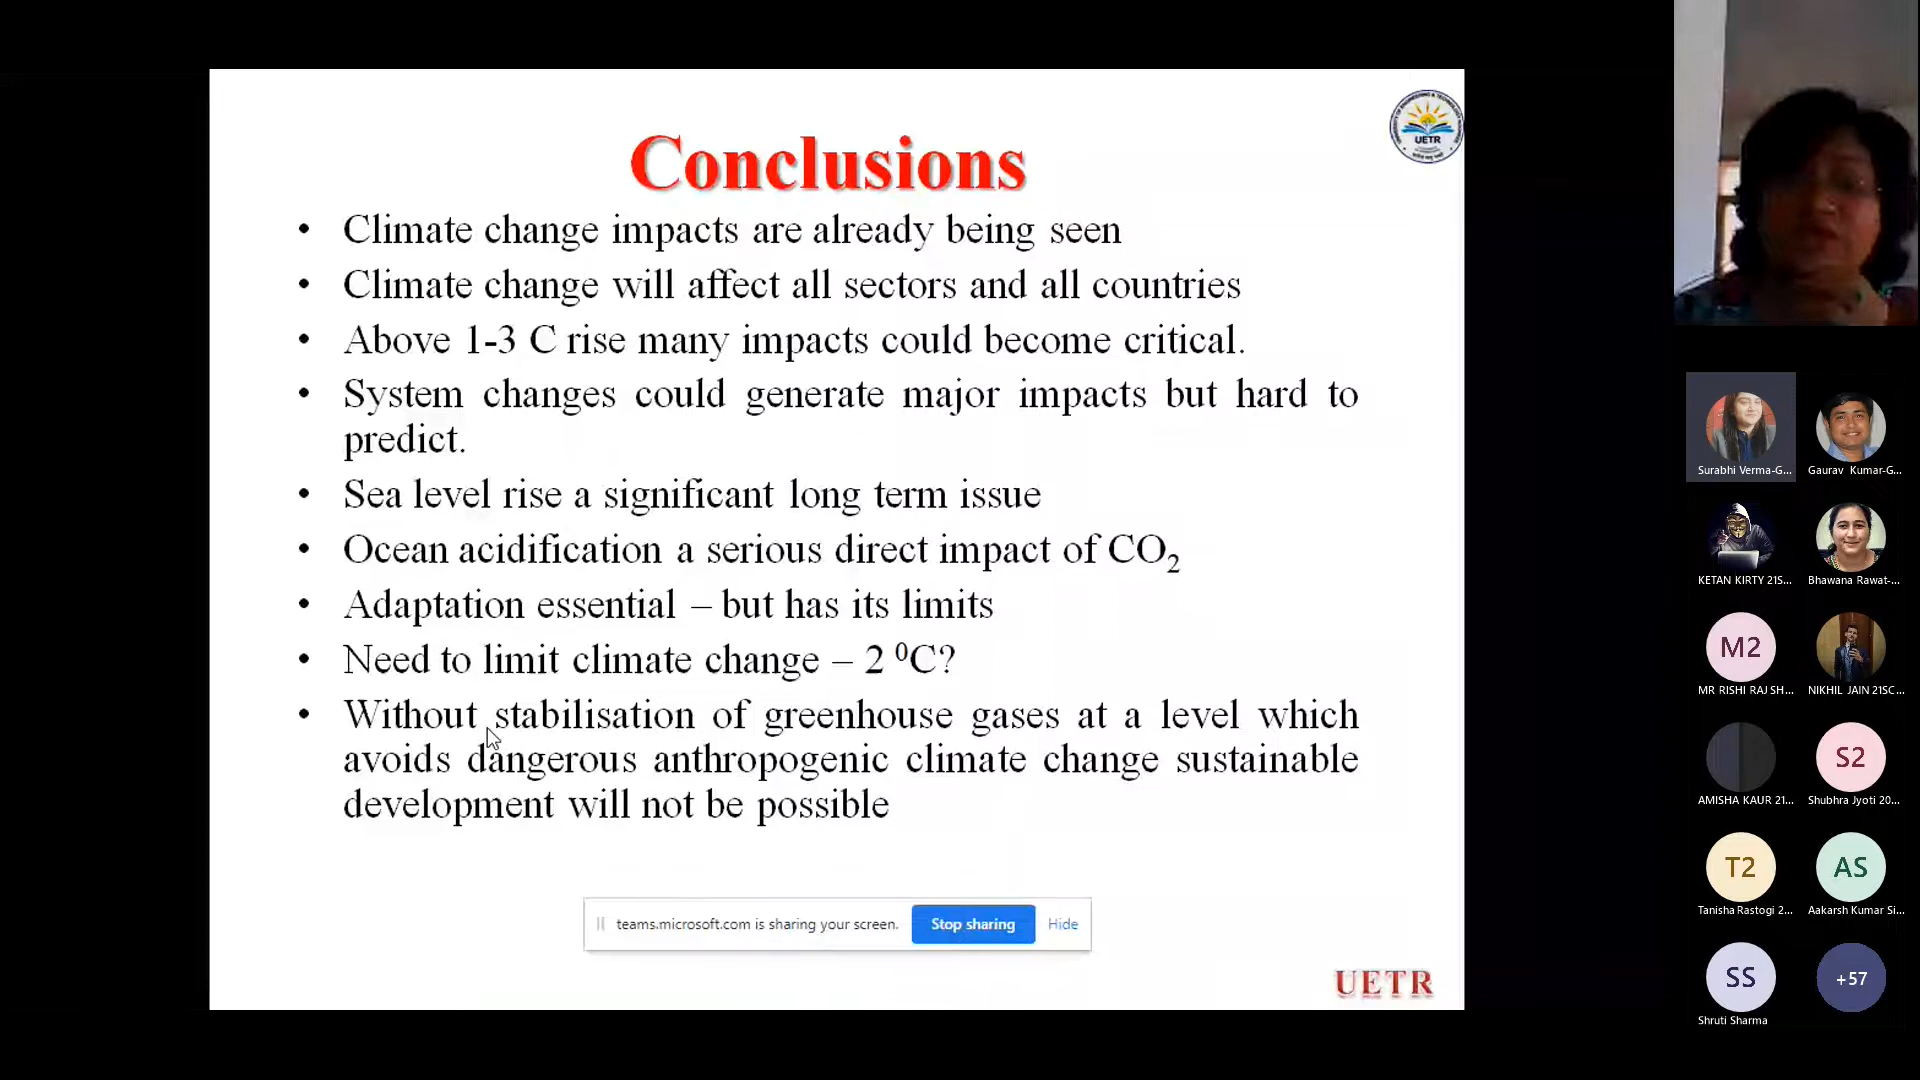 Conclusions
UETR
• Climate change impacts are already being seen
• Climate change will affect all sectors and all countries
• Above 1-3 C rise many impacts could become critical.
• System changes could generate major impacts but hard to
predict.
• Sea level rise a significant long term issue
• Ocean acidification a serious direct impact of CO₂
• Adaptation essential – but has its limits
• Need to limit climate change – 2 ⁰C?
• Without stabilisation of greenhouse gases at a level which
avoids dangerous anthropogenic climate change sustainable
development will not be possible
teams.microsoft.com is sharing your screen. Stop sharing Hide
UETR
Surabhi Verma-G... Gaurav Kumar-G...
KETAN KIRTY 21S... Bhawana Rawat-...
M2
MR RISHI RAJ SH... NIKHIL JAIN 21SC...
S2
AMISHA KAUR 21... Shubhra Jyoti 20...
T2 AS
Tanisha Rastogi 2... Aakarsh Kumar Si...
SS +57
Shruti Sharma